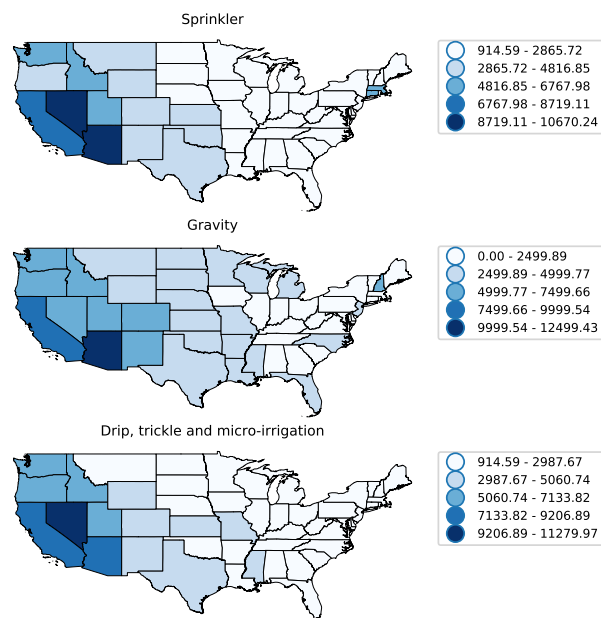 Sprinkler
914.59 - 2865.72
2865.72 - 4816.85
4816.85 - 6767.98
6767.98 - 8719.11
8719.11 - 10670.24
Gravity
0.00 - 2499.89
2499.89 - 4999.77
4999.77 - 7499.66
7499.66 - 9999.54
9999.54 - 12499.43
Drip, trickle and micro-irrigation
914.59 - 2987.67
2987.67 - 5060.74
5060.74 - 7133.82
7133.82 - 9206.89
9206.89 - 11279.97